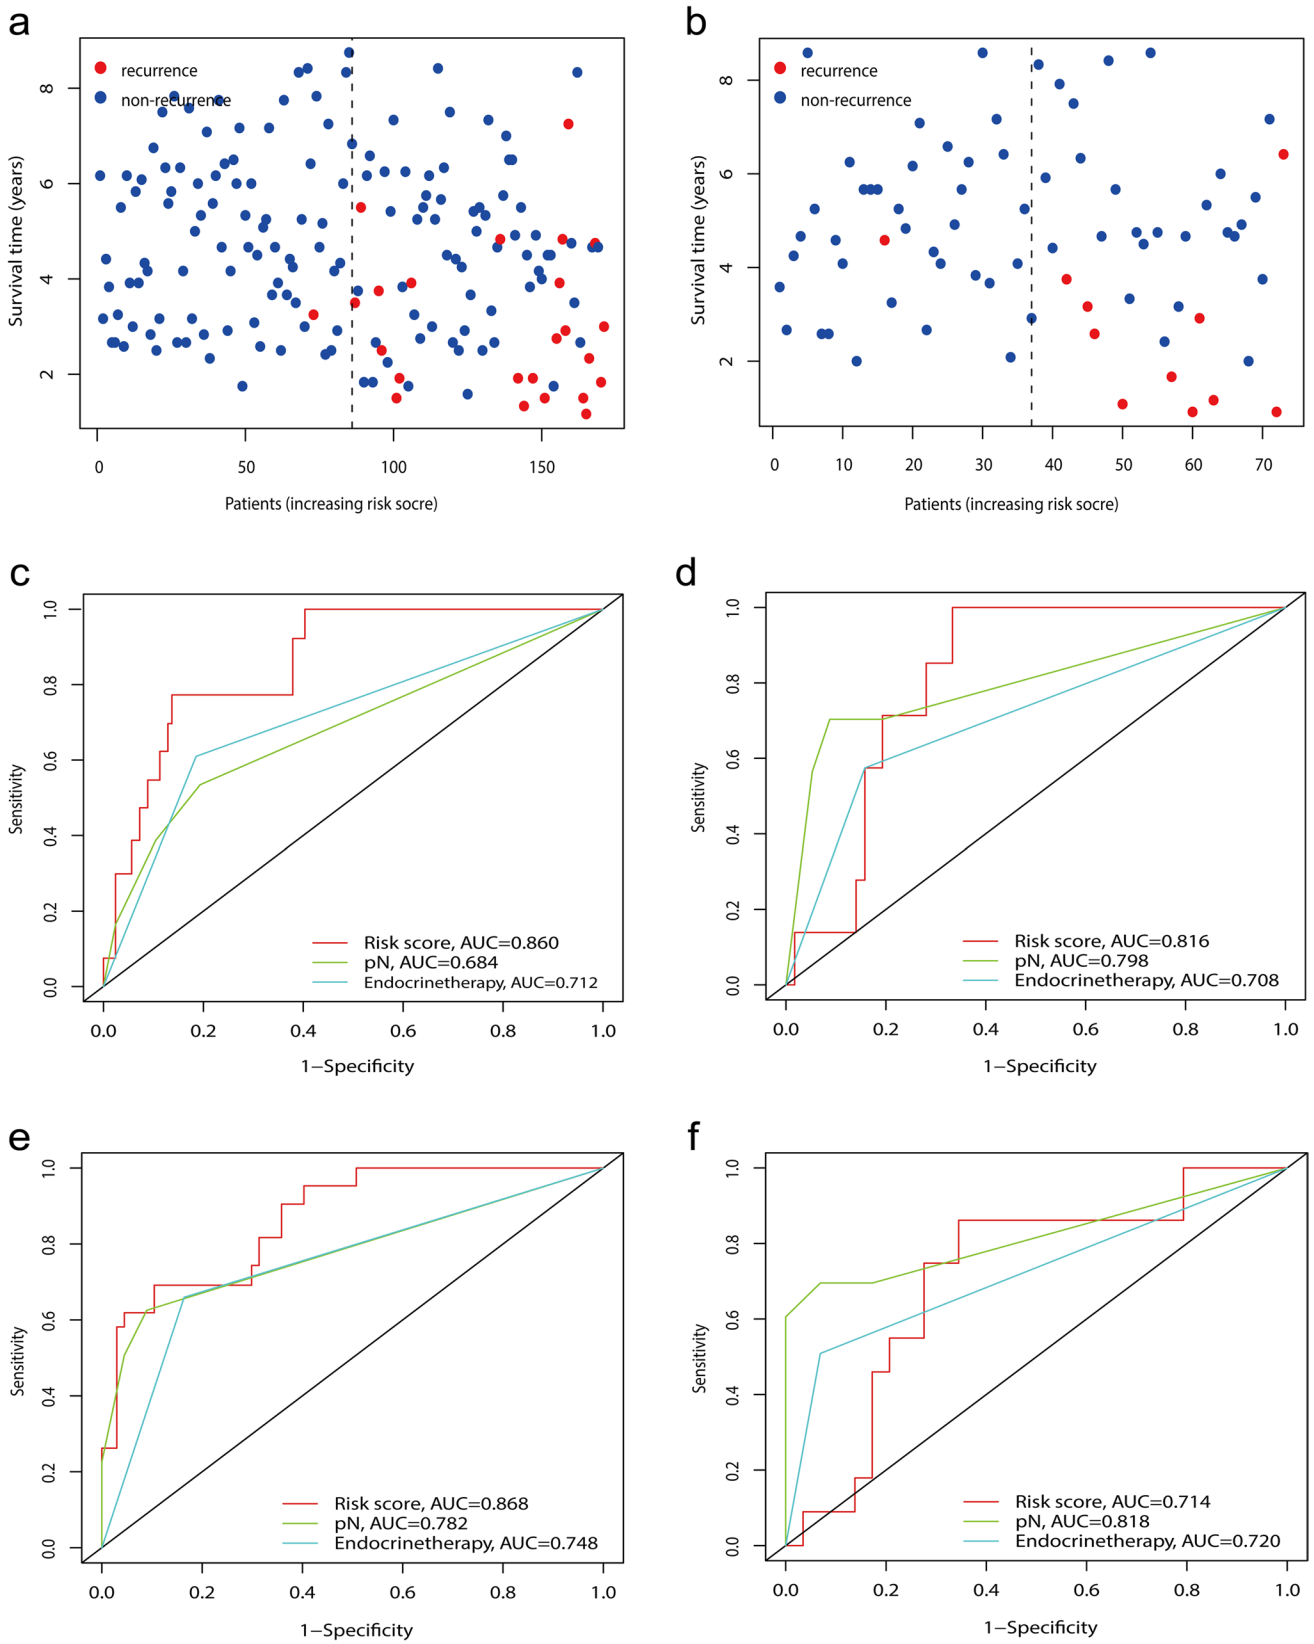 a
recurrence
non-recurrence
Survival time (years)
8
6
4
2
0
50
100
150
Patients (increasing risk socre)
b
recurrence
non-recurrence
Survival time (years)
8
6
4
2
0
10
20
30
40
50
60
70
Patients (increasing risk socre)
c
Sensitivity
1.0
0.8
0.6
0.4
0.2
0.0
Risk score, AUC=0.860
pN, AUC=0.684
Endocrinetherapy, AUC=0.712
0.0
0.2
0.4
0.6
0.8
1.0
1−Specificity
d
Sensitivity
1.0
0.8
0.6
0.4
0.2
0.0
Risk score, AUC=0.816
pN, AUC=0.798
Endocrinetherapy, AUC=0.708
0.0
0.2
0.4
0.6
0.8
1.0
1−Specificity
e
Sensitivity
1.0
0.8
0.6
0.4
0.2
0.0
Risk score, AUC=0.868
pN, AUC=0.782
Endocrinetherapy, AUC=0.748
0.0
0.2
0.4
0.6
0.8
1.0
1−Specificity
f
Sensitivity
1.0
0.8
0.6
0.4
0.2
0.0
Risk score, AUC=0.714
pN, AUC=0.818
Endocrinetherapy, AUC=0.720
0.0
0.2
0.4
0.6
0.8
1.0
1−Specificity